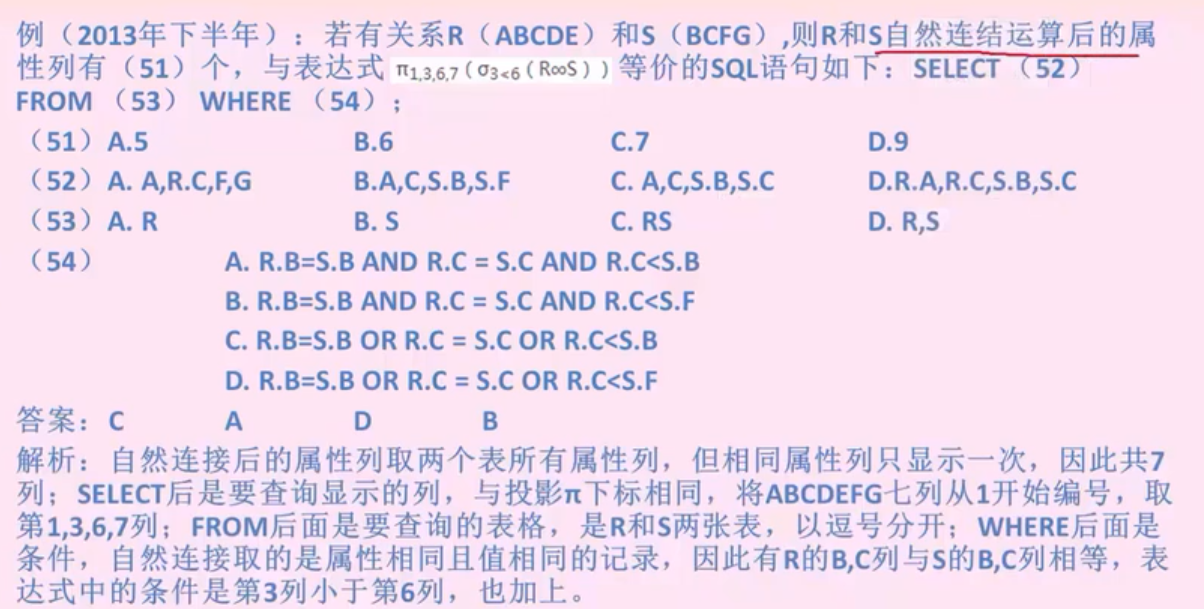 例（2013年下半年）：若有关系R（ABCDE）和S（BCFG）,则R和S自然连结运算后的属
性列有（51）个，与表达式 π1,3,6,7（σ3<6（R∞S）） 等价的SQL语句如下：SELECT （52）
FROM （53） WHERE （54）；
（51）A.5 B.6 C.7 D.9
（52）A. A,R.C,F,G B.A,C,S.B,S.F C. A,C,S.B,S.C D.R.A,R.C,S.B,S.C
（53）A. R B. S C. RS D. R,S
（54） A. R.B=S.B AND R.C = S.C AND R.C<S.B
B. R.B=S.B AND R.C = S.C AND R.C<S.F
C. R.B=S.B OR R.C = S.C OR R.C<S.B
D. R.B=S.B OR R.C = S.C OR R.C<S.F
答案：C A D B
解析：自然连接后的属性列取两个表所有属性列，但相同属性列只显示一次，因此共7
列；SELECT后是要查询显示的列，与投影π下标相同，将ABCDEFG七列从1开始编号，取
第1,3,6,7列；FROM后面是要查询的表格，是R和S两张表，以逗号分开；WHERE后面是
条件，自然连接取的是属性相同且值相同的记录，因此有R的B,C列与S的B,C列相等，表
达式中的条件是第3列小于第6列，也加上。